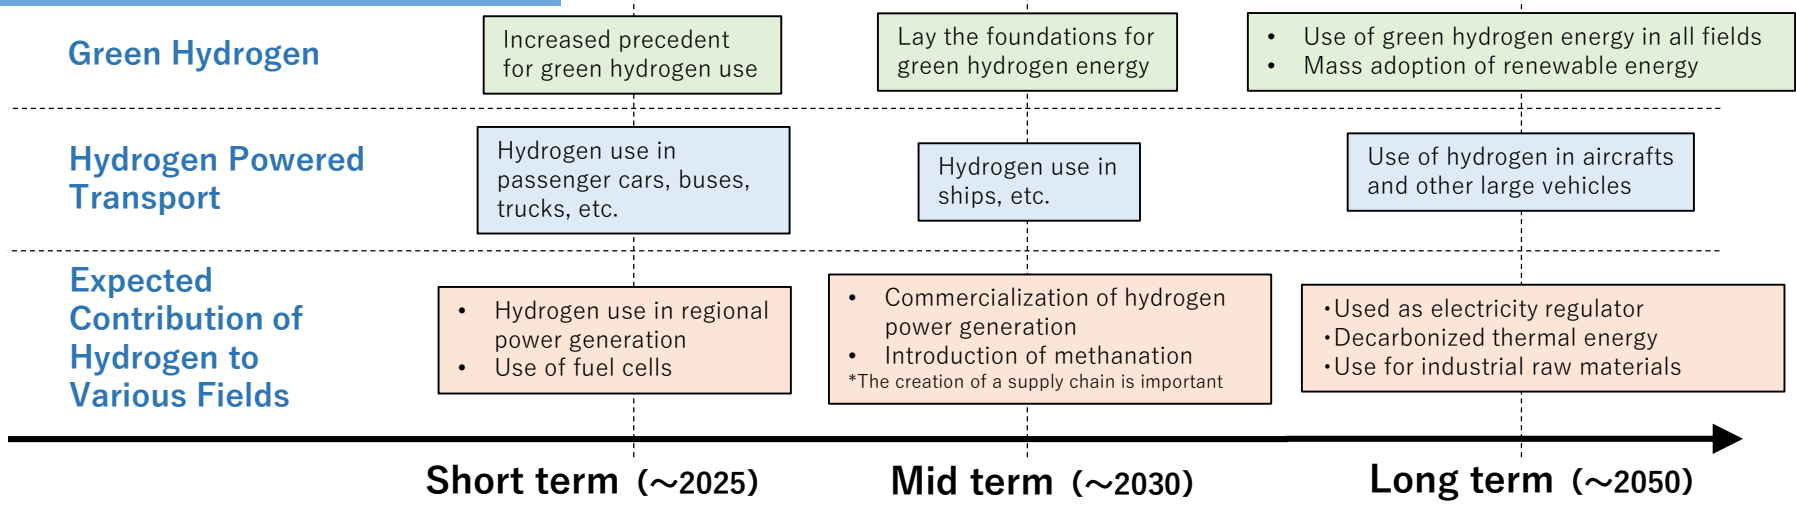 Green Hydrogen
Increased precedent
for green hydrogen use
Lay the foundations for
green hydrogen energy
• Use of green hydrogen energy in all fields
• Mass adoption of renewable energy
Hydrogen Powered
Transport
Hydrogen use in
passenger cars, buses,
trucks, etc.
Hydrogen use in
ships, etc.
Use of hydrogen in aircrafts
and other large vehicles
Expected
Contribution of
Hydrogen to
Various Fields
• Hydrogen use in regional
power generation
• Use of fuel cells
• Commercialization of hydrogen
power generation
• Introduction of methanation
*The creation of a supply chain is important
・Used as electricity regulator
・Decarbonized thermal energy
・Use for industrial raw materials
Short term（～2025）
Mid term（～2030）
Long term（～2050）